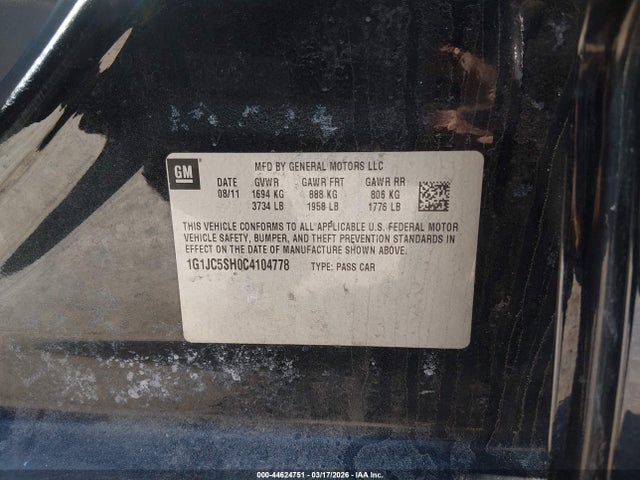 GM
MFD BY GENERAL MOTORS LLC
DATE GVWR GAWR FRT GAWR RR
08/11 1694 KG 888 KG 806 KG
3734 LB 1958 LB 1776 LB
THIS VEHICLE CONFORMS TO ALL APPLICABLE U.S. FEDERAL MOTOR
VEHICLE SAFETY, BUMPER, AND THEFT PREVENTION STANDARDS IN
EFFECT ON THE DATE OF MANUFACTURE SHOWN ABOVE.
1G1JC5SH0C4104778 TYPE: PASS CAR
000-44624751 - 03/17/2026 - IAA Inc.